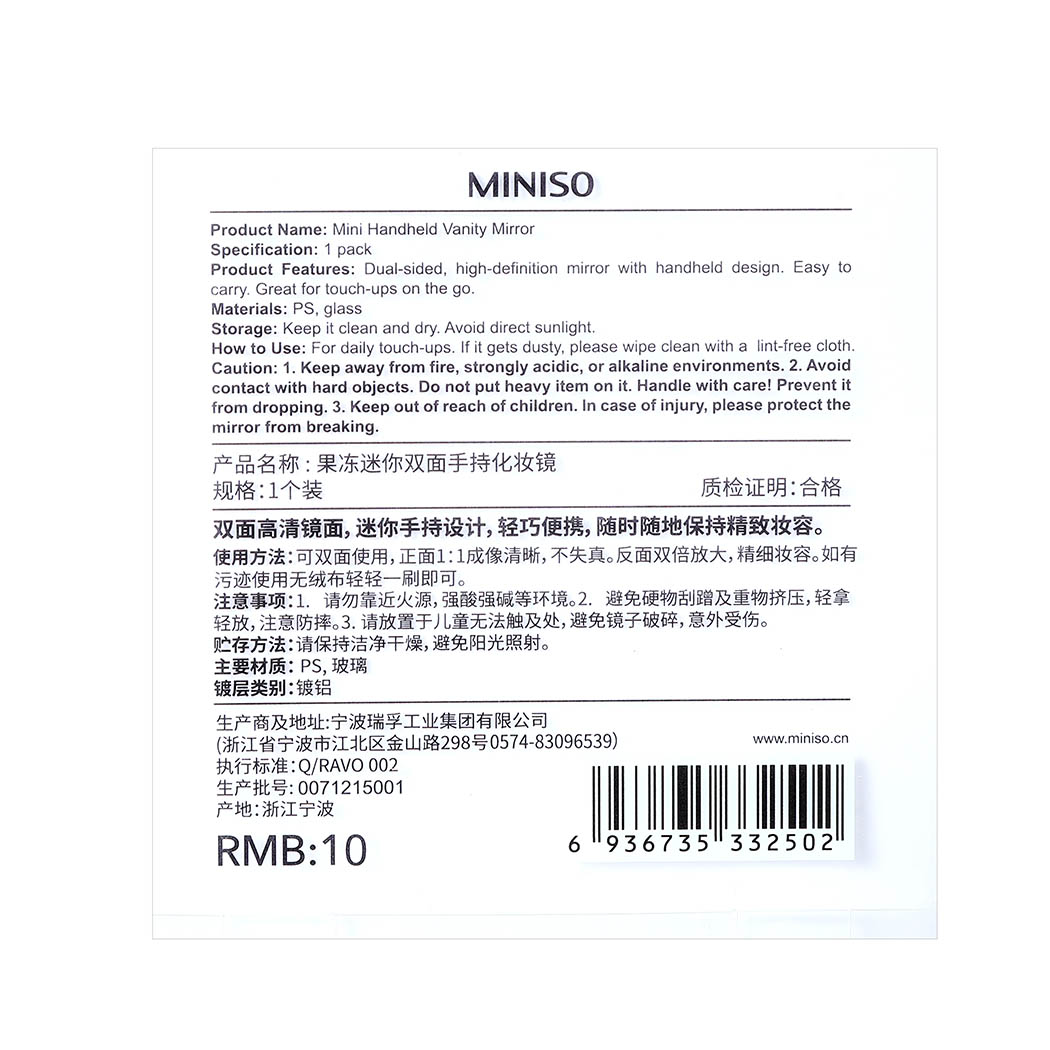 MINISO
Product Name: Mini Handheld Vanity Mirror
Specification: 1 pack
Product Features: Dual-sided, high-definition mirror with handheld design. Easy to
carry. Great for touch-ups on the go.
Materials: PS, glass
Storage: Keep it clean and dry. Avoid direct sunlight.
How to Use: For daily touch-ups. If it gets dusty, please wipe clean with a lint-free cloth.
Caution: 1. Keep away from fire, strongly acidic, or alkaline environments. 2. Avoid
contact with hard objects. Do not put heavy item on it. Handle with care! Prevent it
from dropping. 3. Keep out of reach of children. In case of injury, please protect the
mirror from breaking.
产品名称：果冻迷你双面手持化妆镜
规格：1个装 质检证明：合格
双面高清镜面，迷你手持设计，轻巧便携，随时随地保持精致妆容。
使用方法：可双面使用，正面1：1成像清晰，不失真。反面双倍放大，精细妆容。如有
污迹使用无绒布轻轻一刷即可。
注意事项：1. 请勿靠近火源，强酸强碱等环境。2. 避免硬物刮蹭及重物挤压，轻拿
轻放，注意防摔。3. 请放置于儿童无法触及处，避免镜子破碎，意外受伤。
贮存方法：请保持洁净干燥，避免阳光照射。
主要材质：PS, 玻璃
镀层类别：镀铝
生产商及地址：宁波瑞孚工业集团有限公司
(浙江省宁波市江北区金山路298号0574-83096539) www.miniso.cn
执行标准：Q/RAVO 002
生产批号：0071215001
产地：浙江宁波
RMB:10
6 936735 332502